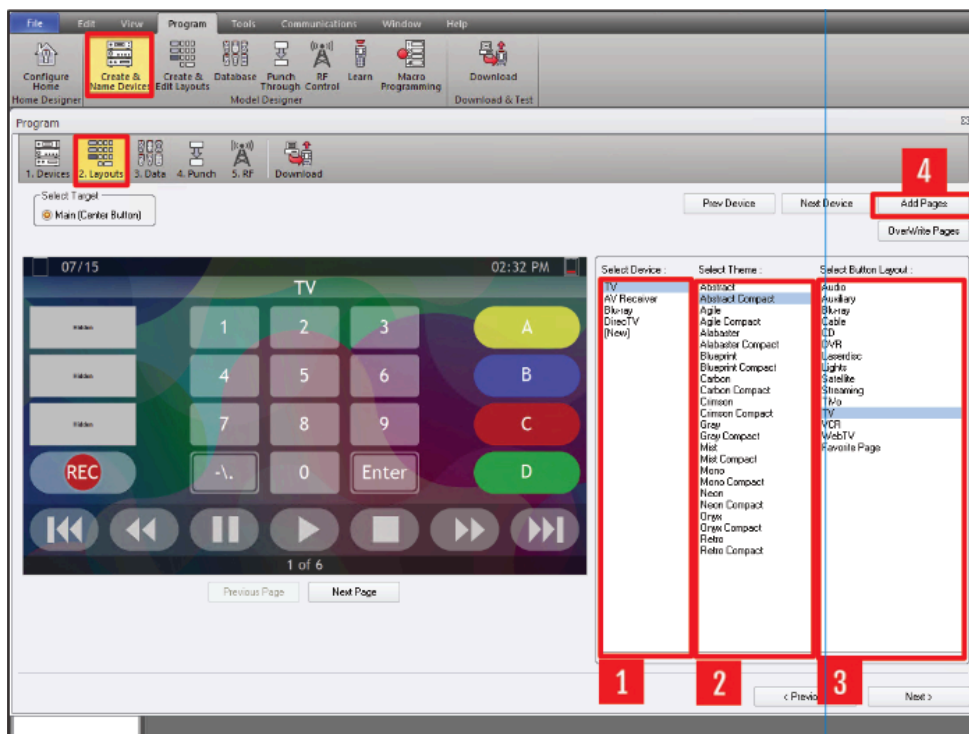 File Edit View Program Tools Communications Window Help
Configure Home
Create & Name Devices
Create & Edit Layouts
Database
Punch Through
RF Control
Learn
Macro Programming
Download
Home Designer
Model Designer
Download & Test
Program
1. Devices 2. Layouts 3. Data 4. Punch 5. RF Download
4
Select Target
Main (Center Button)
Prev Device Next Device Add Pages
OverWrite Pages
07/15 02:32 PM
TV
Hidden 1 2 3 A
Hidden 4 5 6 B
Hidden 7 8 9 C
REC -\. 0 Enter D
1 of 6
Previous Page Next Page
Select Device :
TV
AV Receiver
Blu-ray
DirecTV
(New)
Select Theme :
Abstract
Abstract Compact
Agile
Agile Compact
Alabaster
Alabaster Compact
Blueprint
Blueprint Compact
Carbon
Carbon Compact
Crimson
Crimson Compact
Gray
Gray Compact
Mist
Mist Compact
Mono
Mono Compact
Neon
Neon Compact
Onyx
Onyx Compact
Retro
Retro Compact
Select Button Layout :
Audio
Auxiliary
Blu-ray
Cable
CD
DVR
Laserdisc
Lights
Satellite
Streaming
TiVo
TV
VCR
WebTV
Favorite Page
1 2 3
< Previo Next >